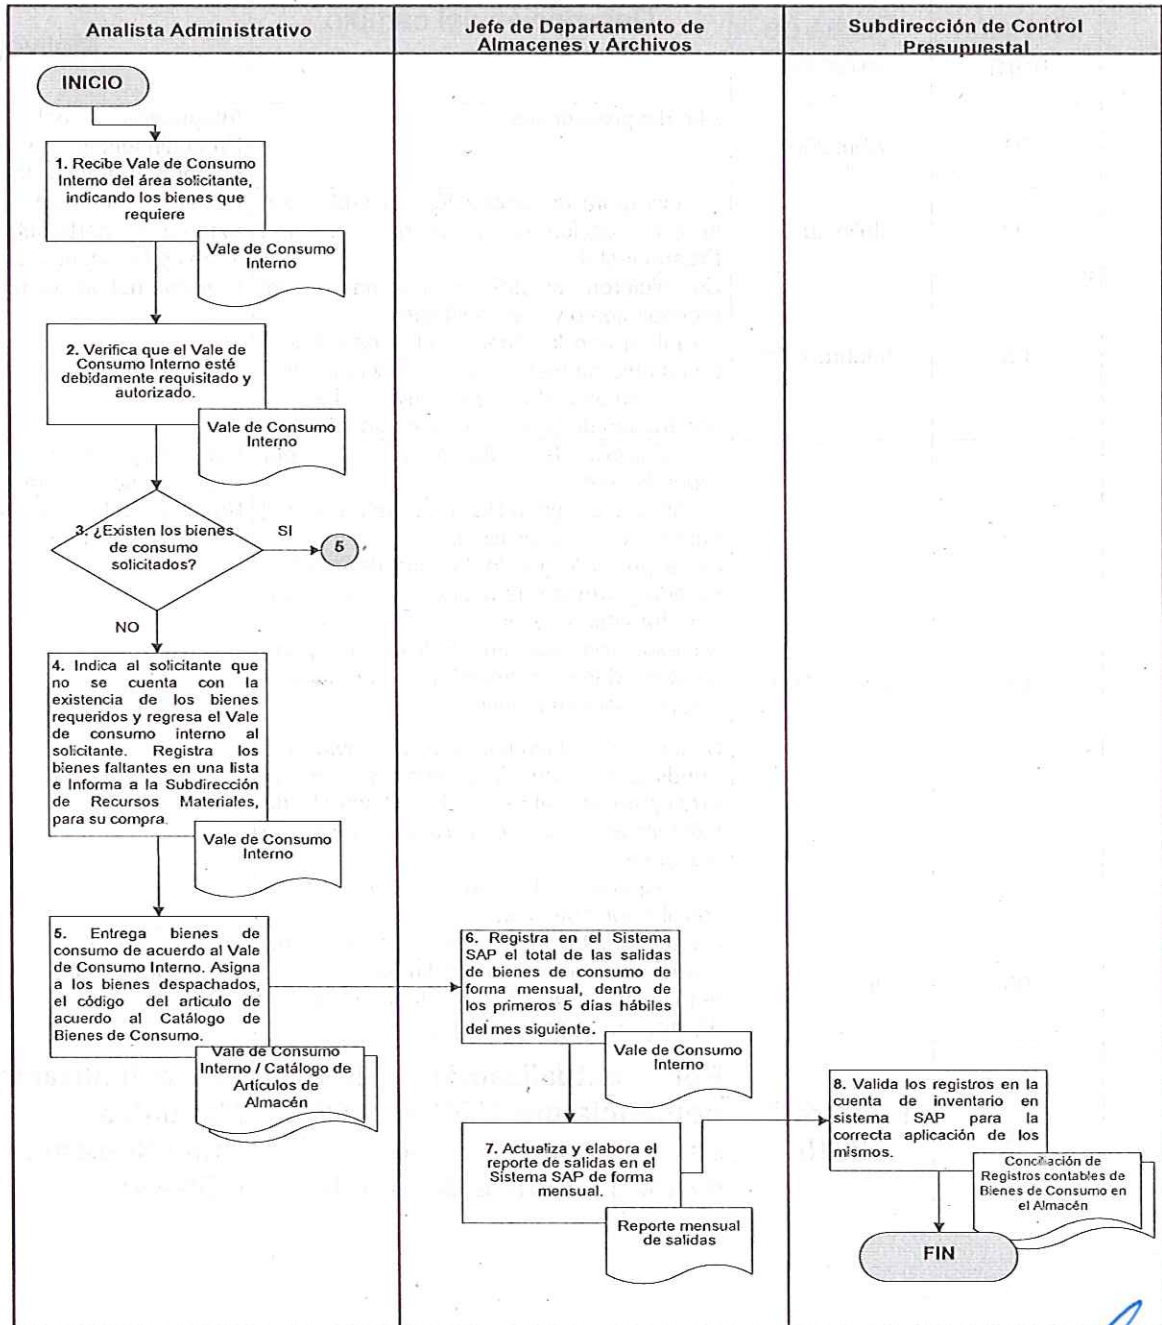 Analista Administrativo
Jefe de Departamento de
Almacenes y Archivos
Subdirección de Control
Presupuestal
INICIO
1. Recibe Vale de Consumo
Interno del área solicitante,
indicando los bienes que
requiere
Vale de Consumo
Interno
2. Verifica que el Vale de
Consumo Interno esté
debidamente requisitado y
autorizado.
Vale de Consumo
Interno
3. ¿Existen los bienes
de consumo
solicitados?
SI
5
NO
4. Indica al solicitante que
no se cuenta con la
existencia de los bienes
requeridos y regresa el Vale
de consumo interno al
solicitante. Registra los
bienes faltantes en una lista
e Informa a la Subdirección
de Recursos Materiales,
para su compra.
Vale de Consumo
Interno
5. Entrega bienes de
consumo de acuerdo al Vale
de Consumo Interno. Asigna
a los bienes despachados,
el código del articulo de
acuerdo al Catálogo de
Bienes de Consumo.
Vale de Consumo
Interno / Catálogo de
Artículos de
Almacén
6. Registra en el Sistema
SAP el total de las salidas
de bienes de consumo de
forma mensual, dentro de
los primeros 5 días hábiles
del mes siguiente.
Vale de Consumo
Interno
7. Actualiza y elabora el
reporte de salidas en el
Sistema SAP de forma
mensual.
Reporte mensual
de salidas
8. Valida los registros en la
cuenta de inventario en
sistema SAP para la
correcta aplicación de los
mismos.
Conciliación de
Registros contables de
Bienes de Consumo en
el Almacén
FIN